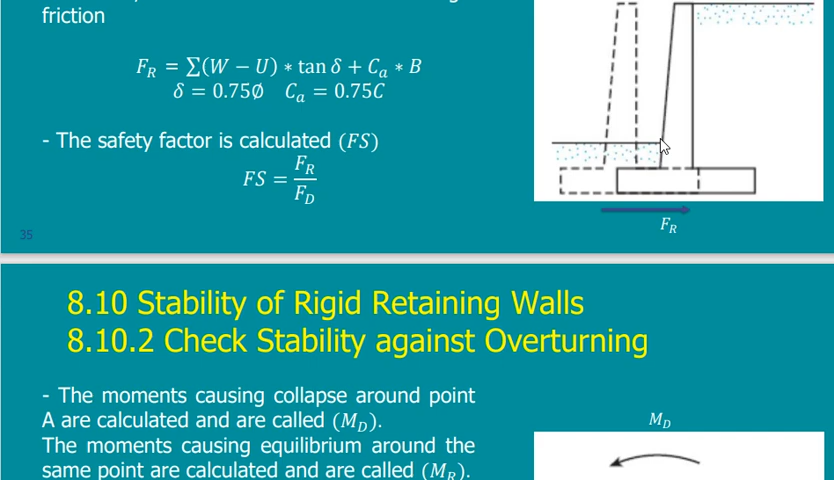 friction
F_R = ∑(W − U) ∗ tan δ + C_a ∗ B
δ = 0.75∅ C_a = 0.75C
- The safety factor is calculated (FS)
FS = F_R / F_D
F_R
35
8.10 Stability of Rigid Retaining Walls
8.10.2 Check Stability against Overturning
- The moments causing collapse around point
A are calculated and are called (M_D).
The moments causing equilibrium around the
same point are calculated and are called (M_R).
M_D